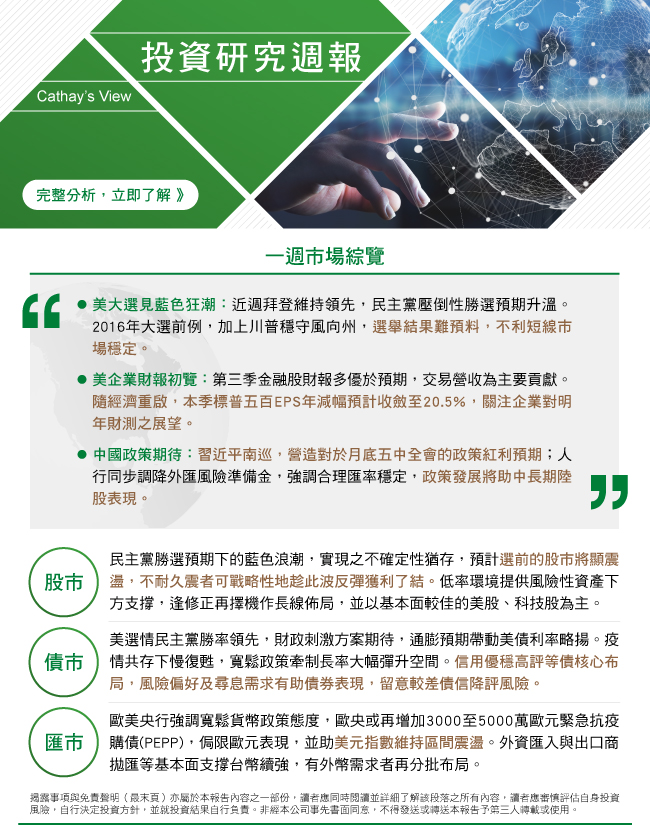 投資研究週報
Cathay's View
完整分析，立即了解 》
一週市場綜覽
● 美大選見藍色狂潮：近週拜登維持領先，民主黨壓倒性勝選預期升溫。
2016年大選前例，加上川普穩守風向州，選舉結果難預料，不利短線市
場穩定。
● 美企業財報初覽：第三季金融股財報多優於預期，交易營收為主要貢獻。
隨經濟重啟，本季標普五百EPS年減幅預計收斂至20.5%，關注企業對明
年財測之展望。
● 中國政策期待：習近平南巡，營造對於月底五中全會的政策紅利預期；人
行同步調降外匯風險準備金，強調合理匯率穩定，政策發展將助中長期陸
股表現。
股市
民主黨勝選預期下的藍色浪潮，實現之不確定性猶存，預計選前的股市將顯震
盪，不耐久震者可戰略性地趁此波反彈獲利了結。低率環境提供風險性資產下
方支撐，逢修正再擇機作長線佈局，並以基本面較佳的美股、科技股為主。
債市
美選情民主黨勝率領先，財政刺激方案期待，通膨預期帶動美債利率略揚。疫
情共存下慢復甦，寬鬆政策牽制長率大幅彈升空間。信用優穩高評等債核心布
局，風險偏好及尋息需求有助債券表現，留意較差債信降評風險。
匯市
歐美央行強調寬鬆貨幣政策態度，歐央或再增加3000至5000萬歐元緊急抗疫
購債(PEPP)，侷限歐元表現，並助美元指數維持區間震盪。外資匯入與出口商
拋匯等基本面支撐台幣續強，有外幣需求者再分批布局。
揭露事項與免責聲明（最末頁）亦屬於本報告內容之一部份，讀者應同時閱讀並詳細了解該段落之所有內容，讀者應審慎評估自身投資
風險，自行決定投資方針，並就投資結果自行負責。非經本公司事先書面同意，不得發送或轉送本報告予第三人轉載或使用。